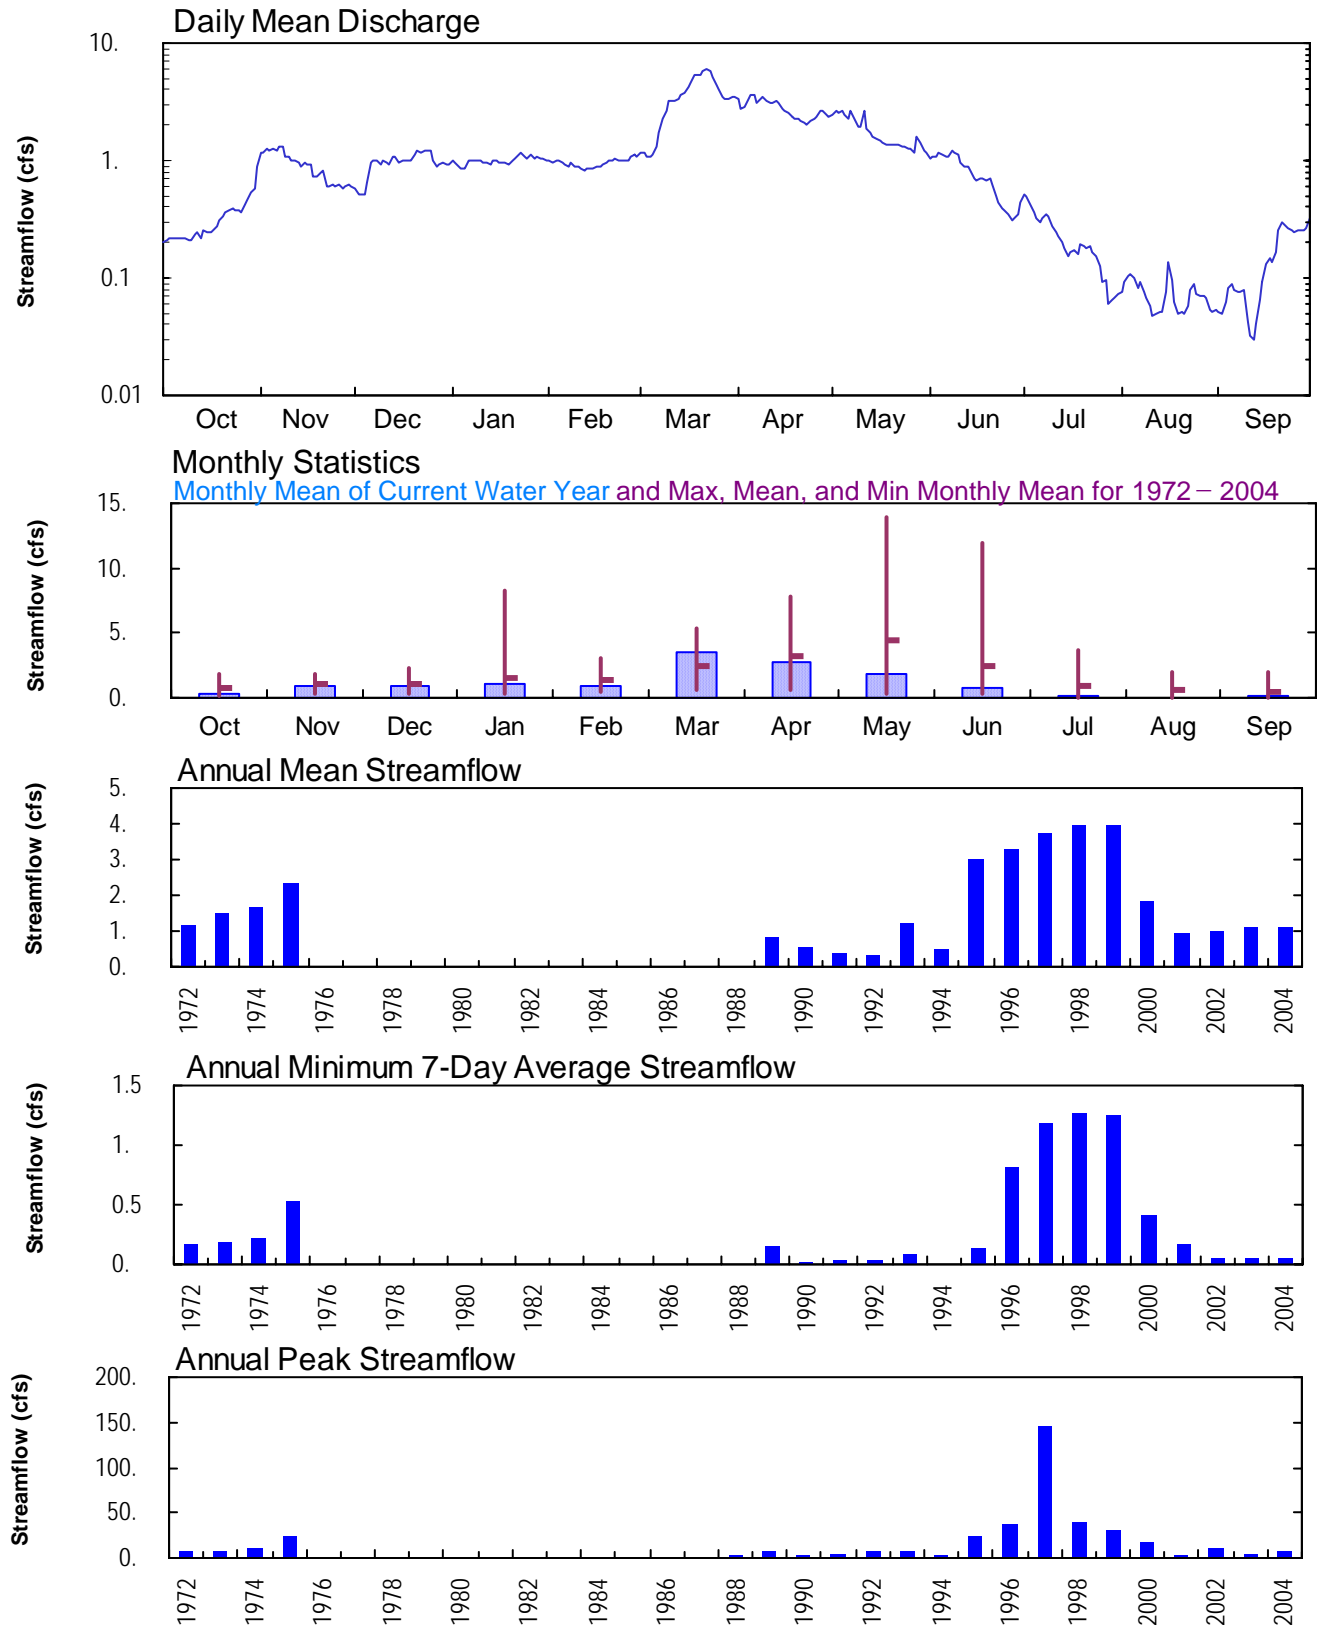 Daily Mean Discharge
Streamflow (cfs)
10.
1.
0.1
0.01
Oct Nov Dec Jan Feb Mar Apr May Jun Jul Aug Sep
Monthly Statistics
Monthly Mean of Current Water Year and Max, Mean, and Min Monthly Mean for 1972 – 2004
Streamflow (cfs)
15.
10.
5.
0.
Oct Nov Dec Jan Feb Mar Apr May Jun Jul Aug Sep
Annual Mean Streamflow
Streamflow (cfs)
5.
4.
3.
2.
1.
0.
1972 1974 1976 1978 1980 1982 1984 1986 1988 1990 1992 1994 1996 1998 2000 2002 2004
Annual Minimum 7-Day Average Streamflow
Streamflow (cfs)
1.5
1.
0.5
0.
1972 1974 1976 1978 1980 1982 1984 1986 1988 1990 1992 1994 1996 1998 2000 2002 2004
Annual Peak Streamflow
Streamflow (cfs)
200.
150.
100.
50.
0.
1972 1974 1976 1978 1980 1982 1984 1986 1988 1990 1992 1994 1996 1998 2000 2002 2004